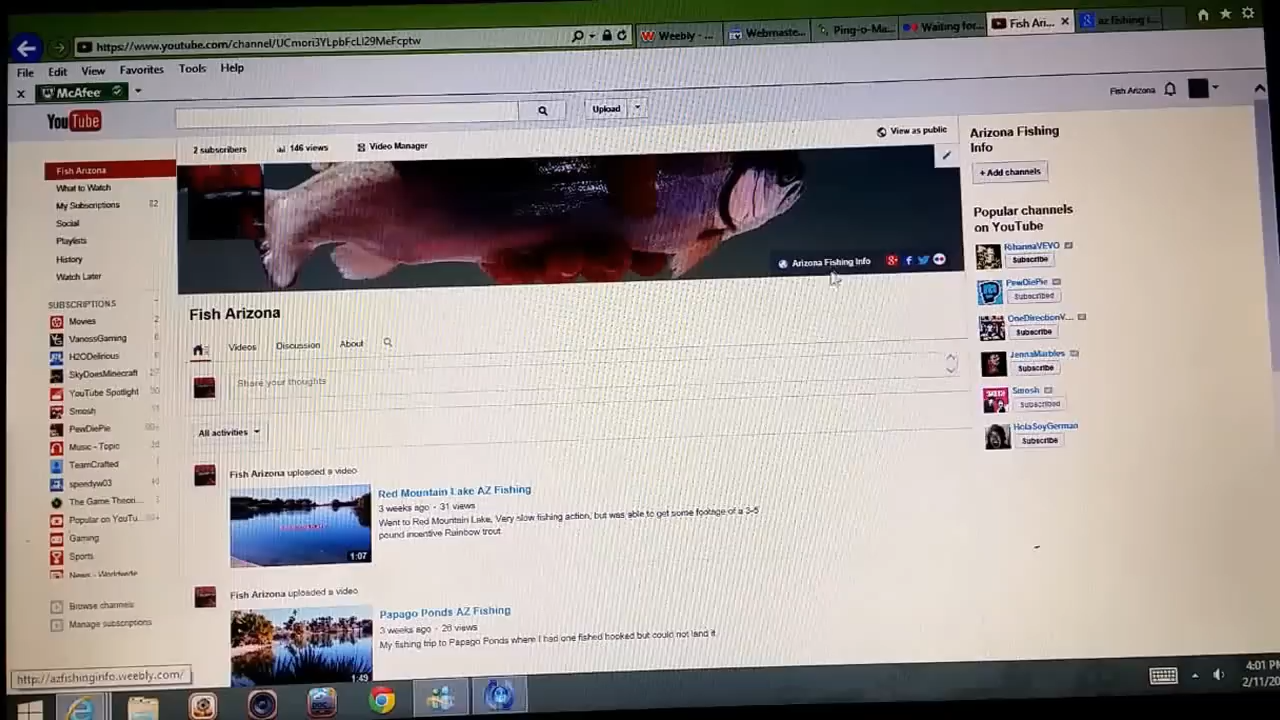 https://www.youtube.com/channel/UCmori3YLpbFcLl29MeFcptw
Weebly - ...
Webmaste...
Ping-o-Ma...
Waiting for...
Fish Ari...
az fishing i...
File Edit View Favorites Tools Help
McAfee
YouTube
Upload
Fish Arizona
2 subscribers
146 views
Video Manager
View as public
Fish Arizona
What to Watch
My Subscriptions
Social
Playlists
History
Watch Later
SUBSCRIPTIONS
Movies 2
VanossGaming
H2ODelirious
SkyDoesMinecraft
YouTube Spotlight
Smosh
PewDiePie
Music - Topic
TeamCrafted
speedyw03
The Game Theori...
Popular on YouTu...
Gaming
Sports
News - Worldwide
Browse channels
Manage subscriptions
Arizona Fishing Info
Fish Arizona
Videos Discussion About
Share your thoughts
All activities
Fish Arizona uploaded a video
Red Mountain Lake AZ Fishing
3 weeks ago · 31 views
Went to Red Mountain Lake, Very slow fishing action, but was able to get some footage of a 3-5
pound incentive Rainbow trout
1:07
Fish Arizona uploaded a video
Papago Ponds AZ Fishing
3 weeks ago · 26 views
My fishing trip to Papago Ponds where I had one fished hooked but could not land it
1:49
Arizona Fishing
Info
+ Add channels
Popular channels
on YouTube
RihannaVEVO
Subscribe
PewDiePie
Subscribed
OneDirectionV...
Subscribe
JennaMarbles
Subscribe
Smosh
Subscribed
HolaSoyGerman
Subscribe
http://azfishinginfo.weebly.com/
4:01 PM
2/11/20